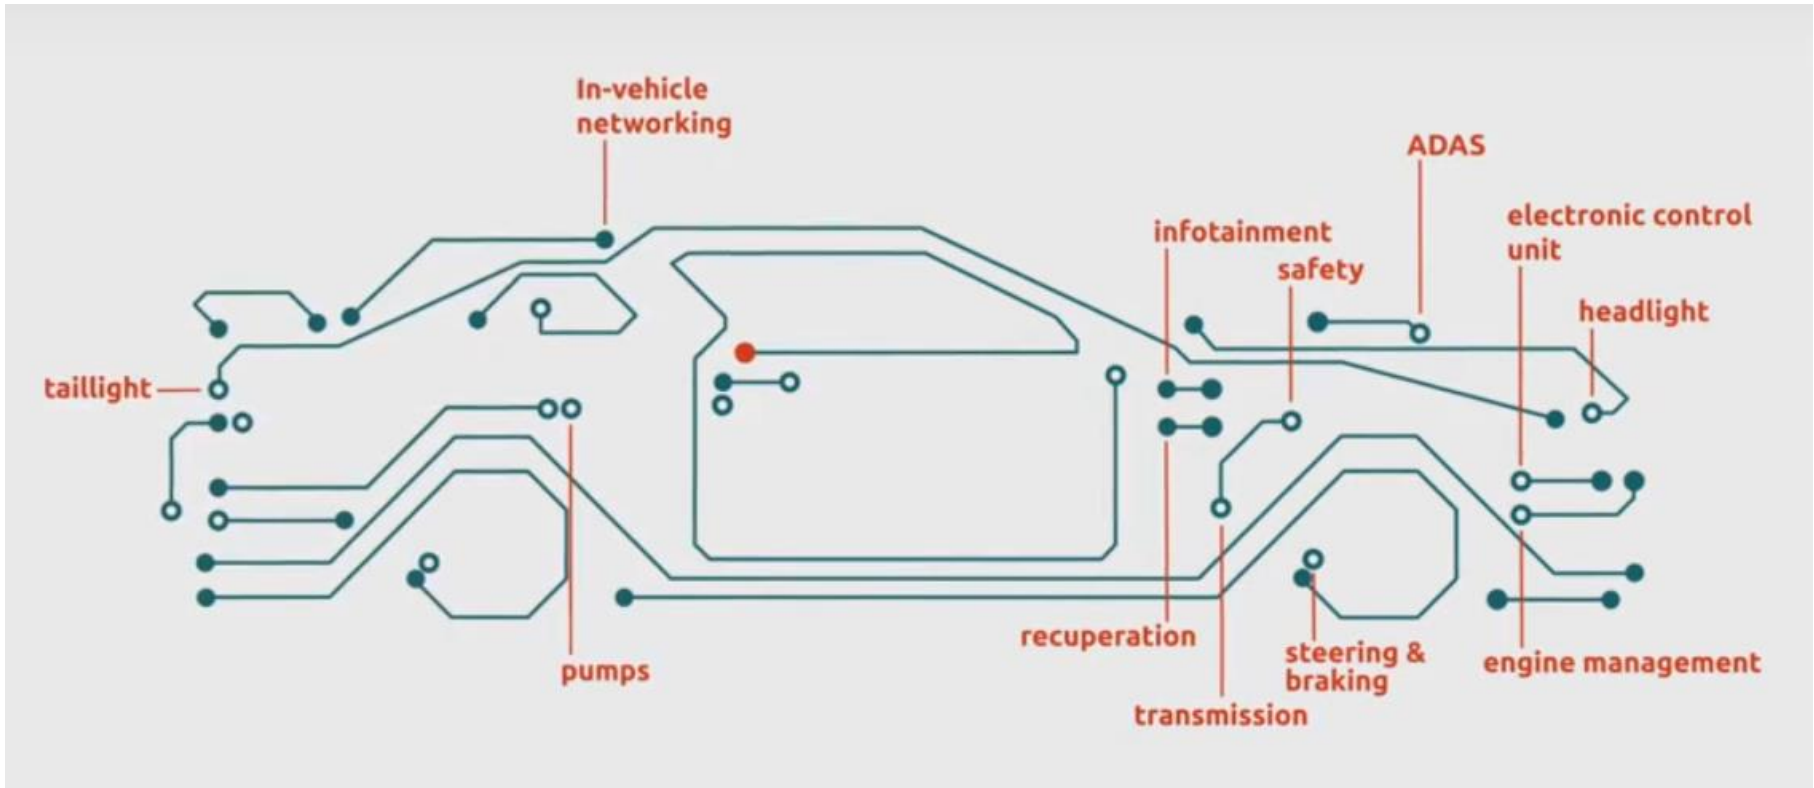 In-vehicle
networking
ADAS
infotainment
safety
electronic control
unit
headlight
taillight
pumps
recuperation
transmission
steering &
braking
engine management